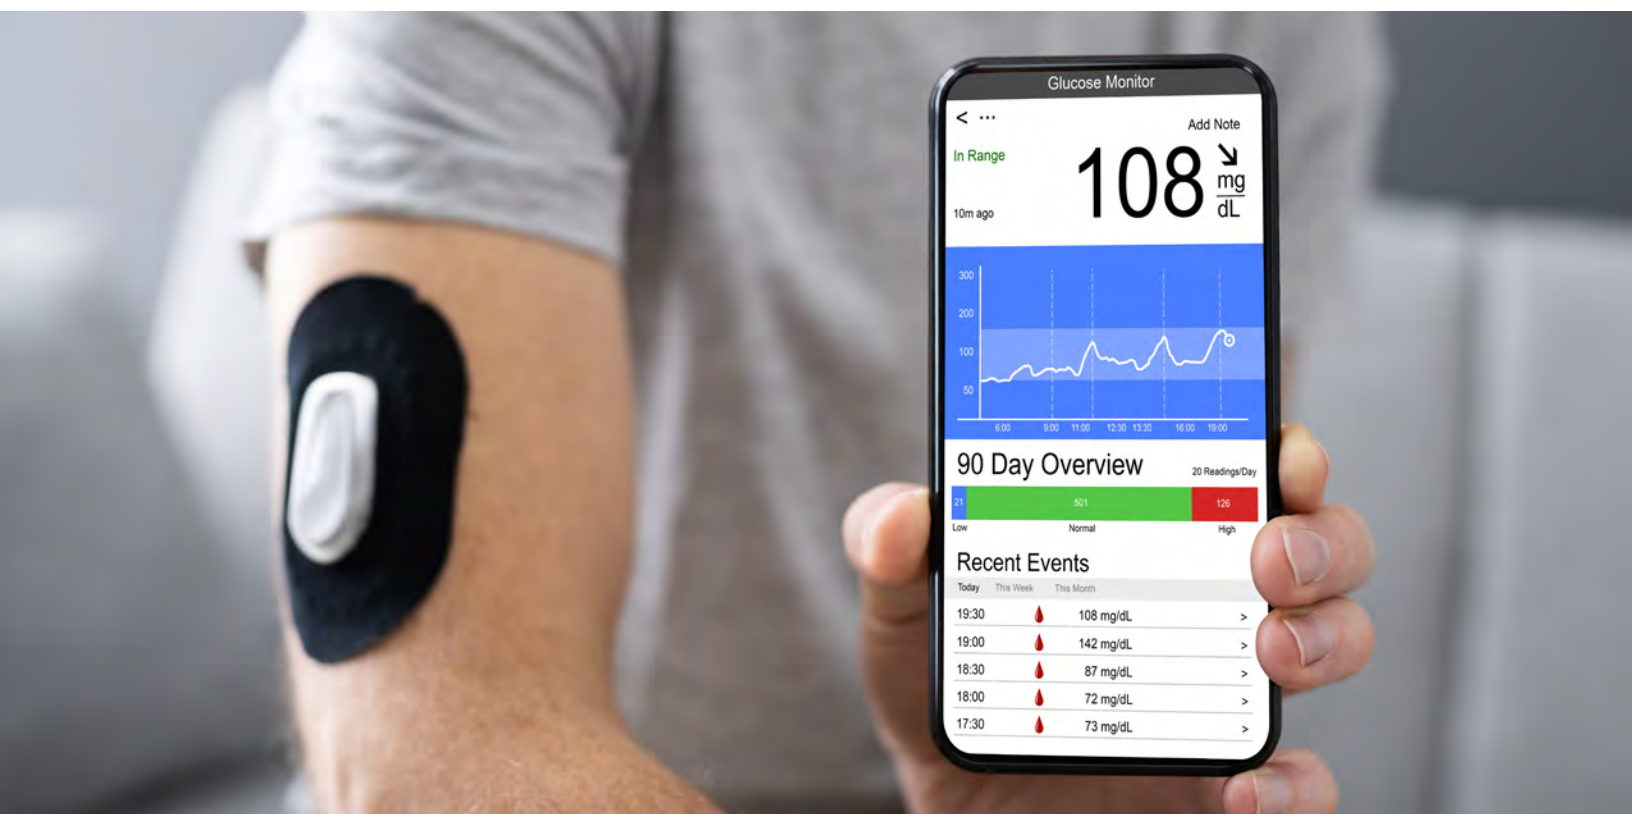 Glucose Monitor
< ...
Add Note
In Range
108 mg/dL
10m ago
300
200
100
50
6:00 9:00 11:00 12:30 13:30 16:00 19:00
90 Day Overview
20 Readings/Day
21 501 126
Low Normal High
Recent Events
Today This Week This Month
19:30 108 mg/dL >
19:00 142 mg/dL >
18:30 87 mg/dL >
18:00 72 mg/dL >
17:30 73 mg/dL >